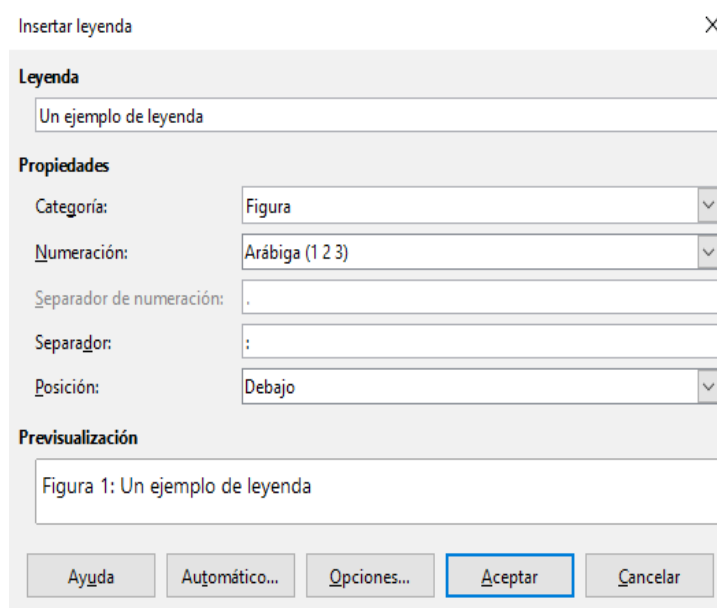 Insertar leyenda
Leyenda
Un ejemplo de leyenda
Propiedades
Categoría: Figura
Numeración: Arábiga (1 2 3)
Separador de numeración: .
Separador: :
Posición: Debajo
Previsualización
Figura 1: Un ejemplo de leyenda
Ayuda Automático... Opciones... Aceptar Cancelar